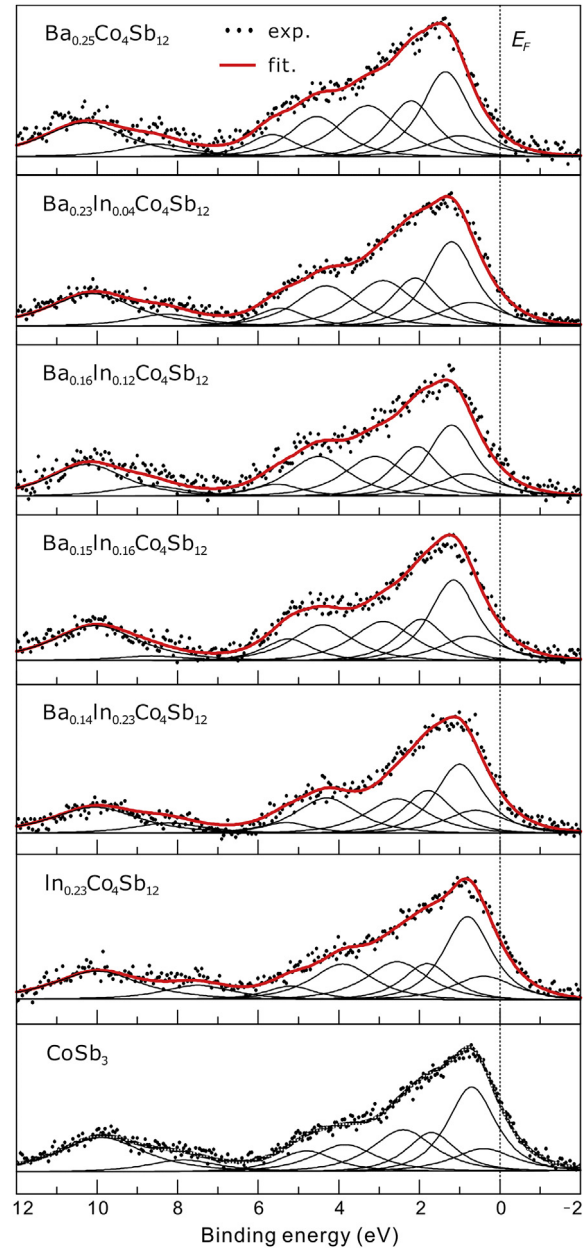 Ba0.25Co4Sb12
exp.
fit.
EF
Ba0.23In0.04Co4Sb12
Ba0.16In0.12Co4Sb12
Ba0.15In0.16Co4Sb12
Ba0.14In0.23Co4Sb12
In0.23Co4Sb12
CoSb3
12 10 8 6 4 2 0 −2
Binding energy (eV)